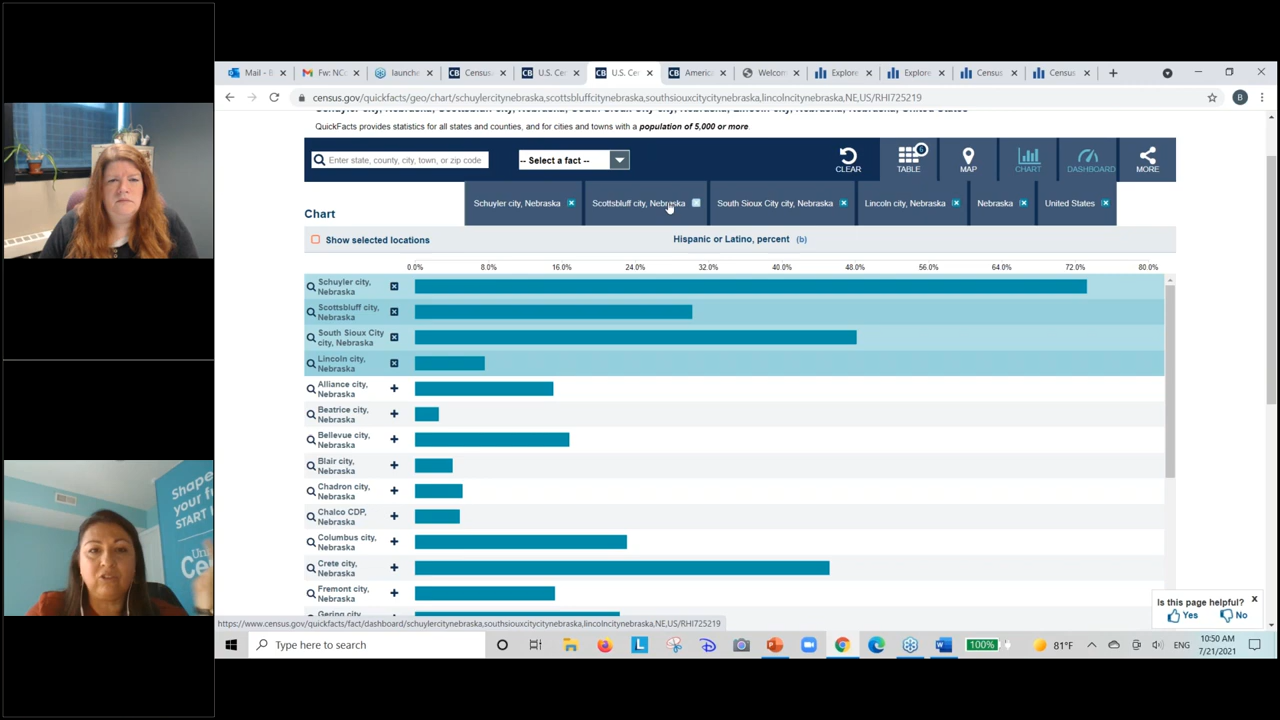 Mail - B
Fw: NC
launche
Census
U.S. Ce
U.S. Ce
America
Welcom
Explore
Explore
Census
Census
census.gov/quickfacts/geo/chart/schuylercitynebraska,scottsbluffcitynebraska,southsiouxcitycitynebraska,lincolncitynebraska,NE,US/RHI725219
B
QuickFacts provides statistics for all states and counties, and for cities and towns with a population of 5,000 or more
Enter state, county, city, town, or zip code
-- Select a fact --
CLEAR
6
TABLE
MAP
CHART
DASHBOARD
MORE
Chart
Schuyler city, Nebraska
Scottsbluff city, Nebraska
South Sioux City city, Nebraska
Lincoln city, Nebraska
Nebraska
United States
Show selected locations
Hispanic or Latino, percent (b)
0.0% 8.0% 16.0% 24.0% 32.0% 40.0% 48.0% 56.0% 64.0% 72.0% 80.0%
Schuyler city,
Nebraska
Scottsbluff city,
Nebraska
South Sioux City
city, Nebraska
Lincoln city,
Nebraska
Alliance city,
Nebraska
Beatrice city,
Nebraska
Bellevue city,
Nebraska
Blair city,
Nebraska
Chadron city,
Nebraska
Chalco CDP,
Nebraska
Columbus city,
Nebraska
Crete city,
Nebraska
Fremont city,
Nebraska
Gering city,
Is this page helpful?
x
Yes
No
https://www.census.gov/quickfacts/fact/dashboard/schuylercitynebraska,southsiouxcitycitynebraska,lincolncitynebraska,NE,US/RHI725219
Type here to search
100%
81°F
ENG
10:50 AM
7/21/2021
Shape
your fu
START